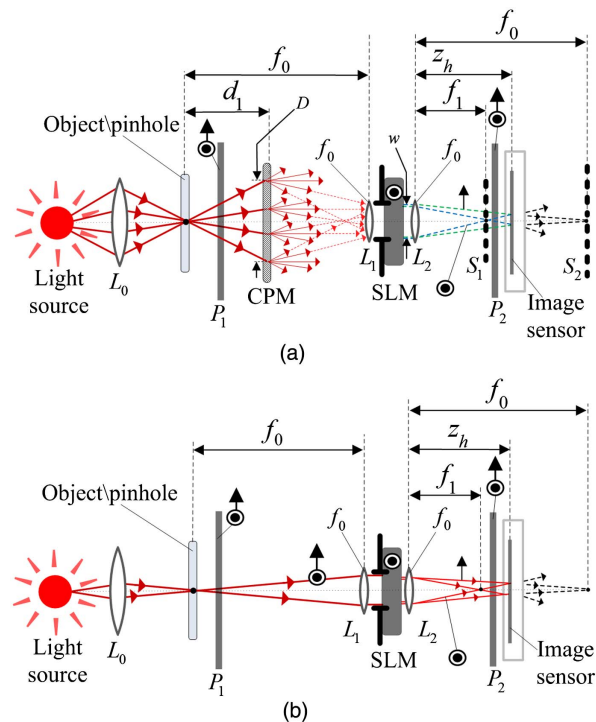 f₀
f₀
z_h
d₁
f₁
D
Object\pinhole
f₀
w
f₀
Light
source
L₀
P₁
CPM
L₁
SLM
L₂
S₁
P₂
Image
sensor
S₂
(a)
f₀
f₀
z_h
f₁
Object\pinhole
f₀
f₀
Light
source
L₀
P₁
L₁
SLM
L₂
P₂
Image
sensor
(b)